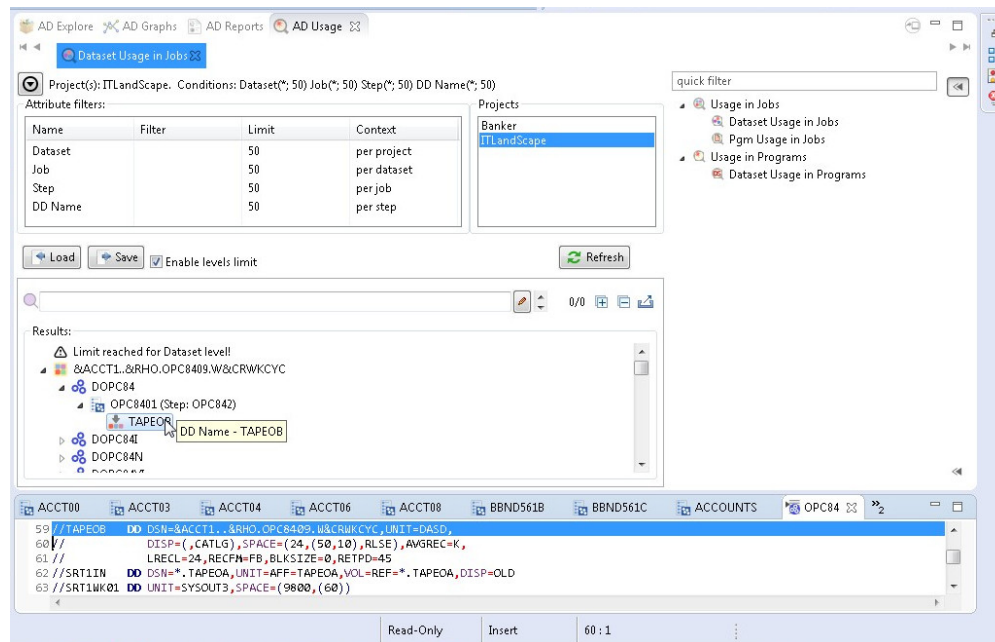 AD Explore AD Graphs AD Reports AD Usage
Dataset Usage in Jobs
Project(s): ITLandScape. Conditions: Dataset(*; 50) Job(*; 50) Step(*; 50) DD Name(*; 50)
quick filter
Attribute filters:
Projects
Name Filter Limit Context
Dataset 50 per project
Job 50 per dataset
Step 50 per job
DD Name 50 per step
Banker
ITLandScape
Usage in Jobs
Dataset Usage in Jobs
Pgm Usage in Jobs
Usage in Programs
Dataset Usage in Programs
Load Save Enable levels limit Refresh
0/0
Results:
Limit reached for Dataset level!
&ACCT1..&RHO.OPC8409.W&CRWKCYC
DOPC84
OPC8401 (Step: OPC842)
TAPEOB
DD Name - TAPEOB
DOPC84I
DOPC84N
ACCT00 ACCT03 ACCT04 ACCT06 ACCT08 BBND561B BBND561C ACCOUNTS OPC84 »2
59 //TAPEOB DD DSN=&ACCT1..&RHO.OPC8409.W&CRWKCYC,UNIT=DASD,
60 // DISP=(,CATLG),SPACE=(24,(50,10),RLSE),AVGREC=K,
61 // LRECL=24,RECFM=FB,BLKSIZE=0,RETPD=45
62 //SRT1IN DD DSN=*.TAPEOA,UNIT=AFF=TAPEOA,VOL=REF=*.TAPEOA,DISP=OLD
63 //SRT1WK01 DD UNIT=SYSOUT3,SPACE=(9800,(60))
Read-Only Insert 60 : 1